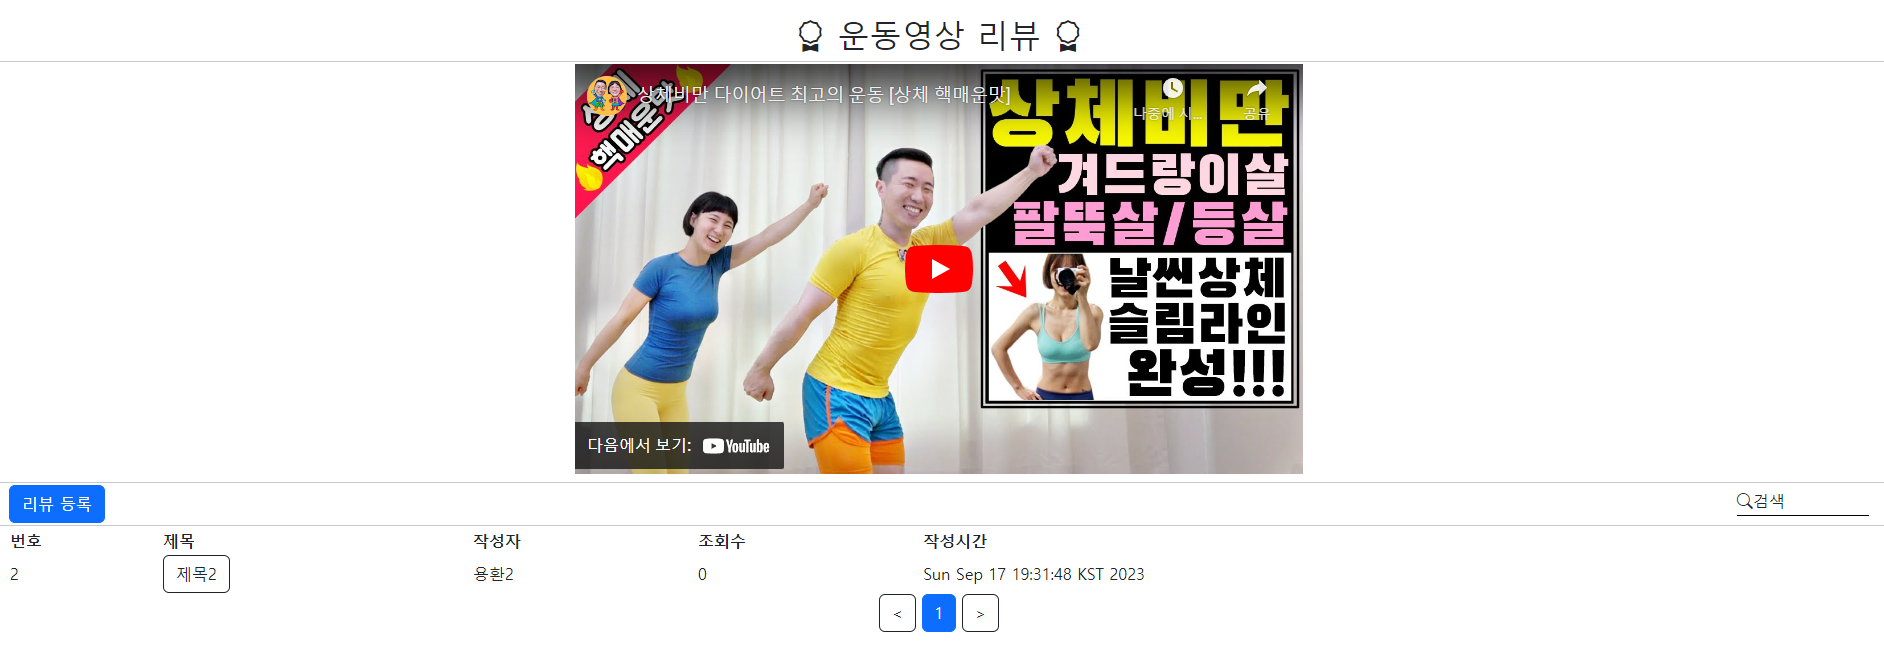 운동영상 리뷰
상체
핵매운맛
상체비만 다이어트 최고의 운동 [상체 핵매운맛]
나중에 시...
공유
상체비만
겨드랑이살
팔뚝살/등살
날씬상체
슬림라인
완성!!!
다음에서 보기: YouTube
리뷰 등록
검색
번호 제목 작성자 조회수 작성시간
2 제목2 용환2 0 Sun Sep 17 19:31:48 KST 2023
< 1 >